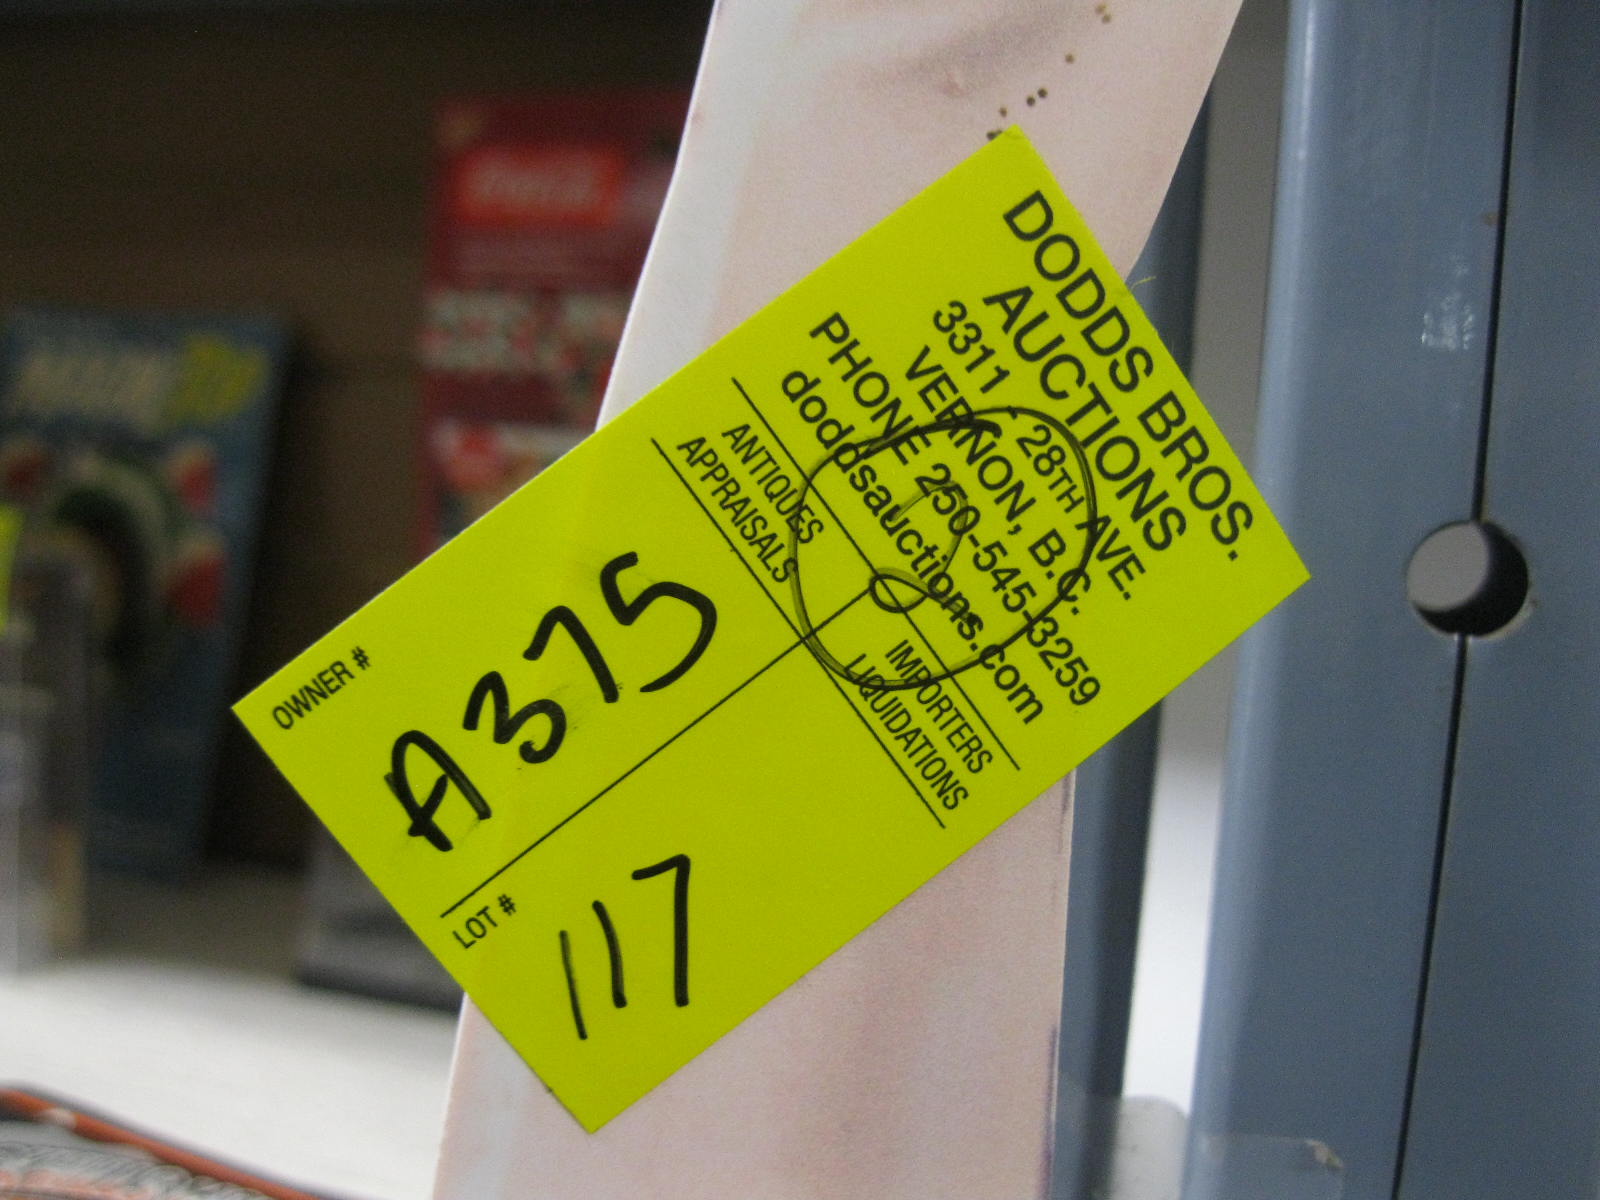 DODDS BROS.
AUCTIONS
3311 - 28TH AVE.
VERNON, B.C.
PHONE 250-545-3259
doddsauctions.com
ANTIQUES
APPRAISALS
IMPORTERS
LIQUIDATIONS
OWNER #
A375
LOT #
117